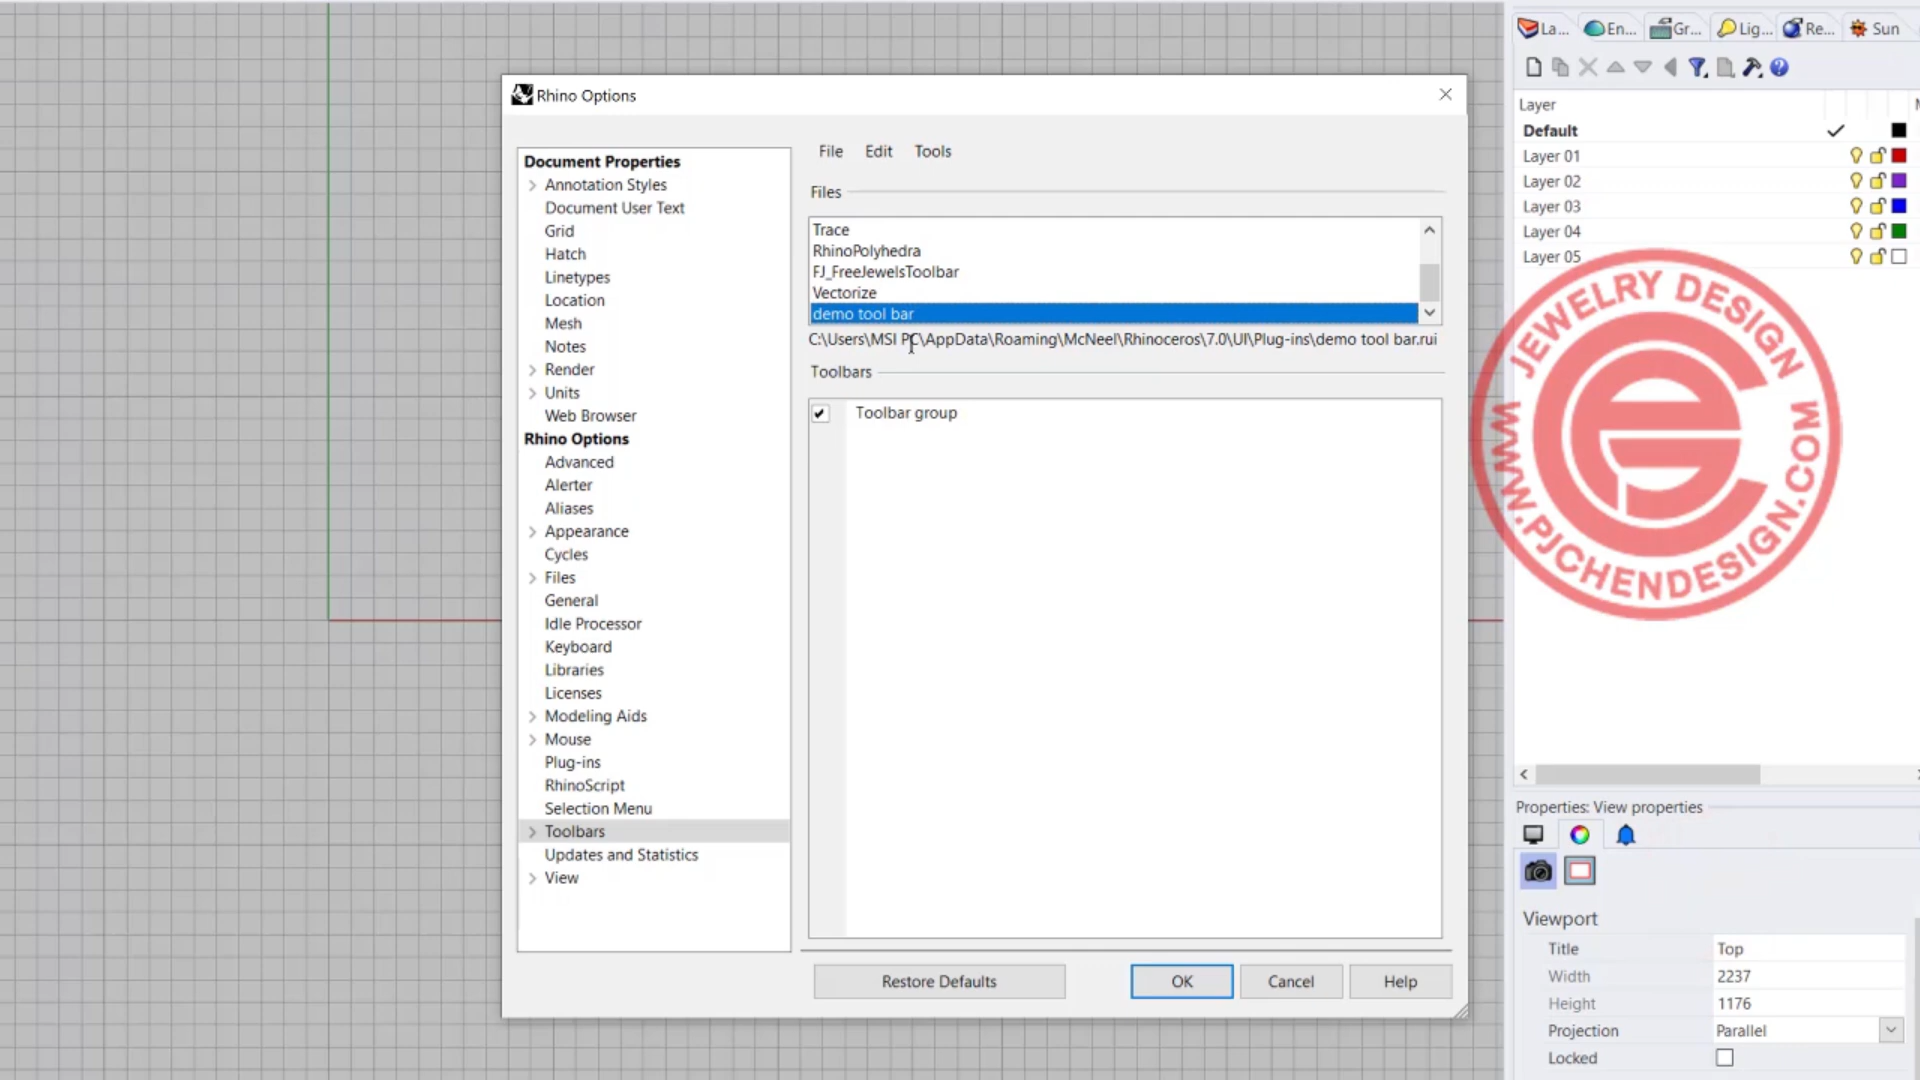 Rhino Options
Document Properties
Annotation Styles
Document User Text
Grid
Hatch
Linetypes
Location
Mesh
Notes
Render
Units
Web Browser
Rhino Options
Advanced
Alerter
Aliases
Appearance
Cycles
Files
General
Idle Processor
Keyboard
Libraries
Licenses
Modeling Aids
Mouse
Plug-ins
RhinoScript
Selection Menu
Toolbars
Updates and Statistics
View
File Edit Tools
Files
Trace
RhinoPolyhedra
FJ_FreeJewelsToolbar
Vectorize
demo tool bar
C:\Users\MSI PC\AppData\Roaming\McNeel\Rhinoceros\7.0\UI\Plug-ins\demo tool bar.rui
Toolbars
Toolbar group
Restore Defaults OK Cancel Help
La... En... Gr... Lig... Re... Sun
Layer
Default
Layer 01
Layer 02
Layer 03
Layer 04
Layer 05
JEWELRY DESIGN
WWW.PJCHENDESIGN.COM
Properties: View properties
Viewport
Title Top
Width 2237
Height 1176
Projection Parallel
Locked